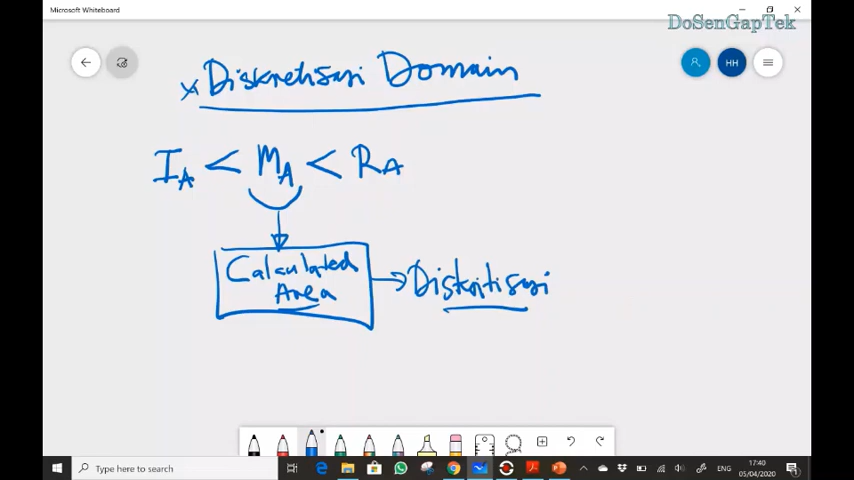 Microsoft Whiteboard
DoSenGapTek
HH
x Diskretisasi Domain
IA < MA < RA
Calculated
Area
Diskritisasi
Type here to search
ENG
17:40
05/04/2020